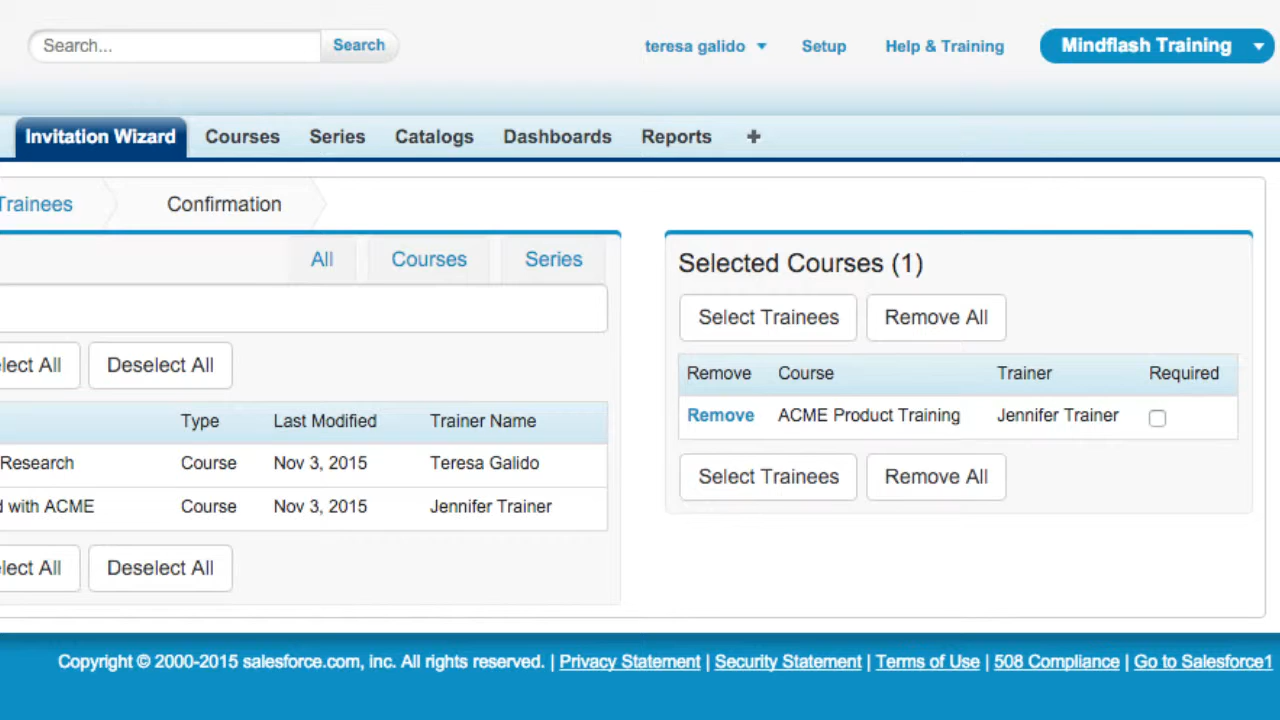 Search... Search teresa galido Setup Help & Training Mindflash Training
Invitation Wizard Courses Series Catalogs Dashboards Reports +
Trainees Confirmation
All Courses Series
Selected Courses (1)
Select Trainees Remove All
lect All Deselect All
Remove Course Trainer Required
Remove ACME Product Training Jennifer Trainer
Type Last Modified Trainer Name
Research Course Nov 3, 2015 Teresa Galido
d with ACME Course Nov 3, 2015 Jennifer Trainer
Select Trainees Remove All
lect All Deselect All
Copyright © 2000-2015 salesforce.com, inc. All rights reserved. | Privacy Statement | Security Statement | Terms of Use | 508 Compliance | Go to Salesforce1